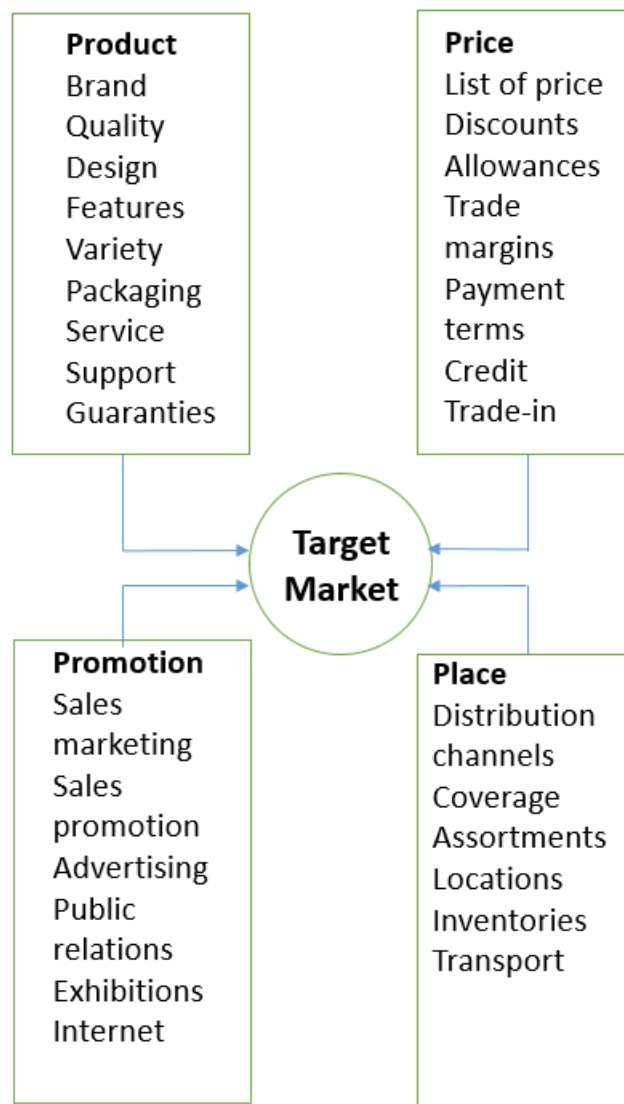 Product
Brand
Quality
Design
Features
Variety
Packaging
Service
Support
Guaranties
Price
List of price
Discounts
Allowances
Trade
margins
Payment
terms
Credit
Trade-in
Target
Market
Promotion
Sales
marketing
Sales
promotion
Advertising
Public
relations
Exhibitions
Internet
Place
Distribution
channels
Coverage
Assortments
Locations
Inventories
Transport